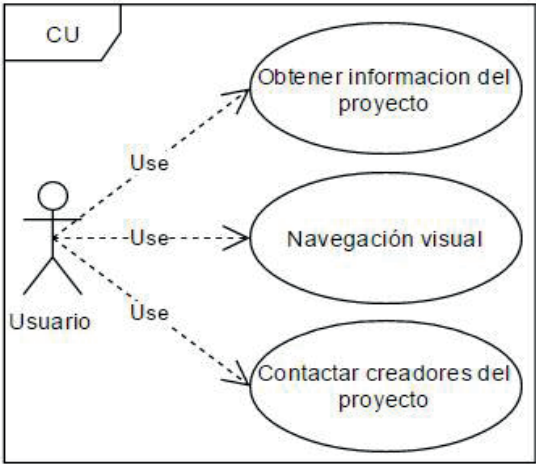 CU
Obtener informacion del
proyecto
Use
Use
Navegación visual
Usuario
Use
Contactar creadores del
proyecto